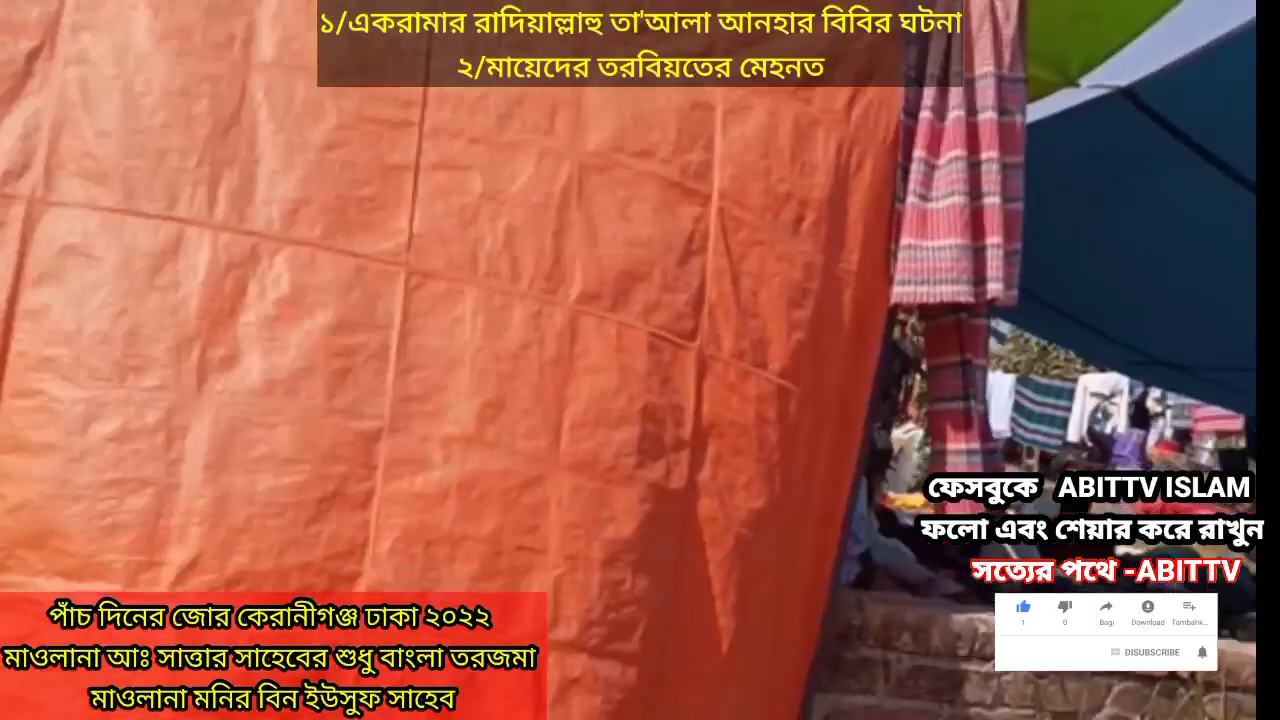 ১/একরামার রাদিয়াল্লাহু তা'আলা আনহার বিবির ঘটনা
২/মায়েদের তরবিয়তের মেহনত
ফেসবুকে ABITTV ISLAM
ফলো এবং শেয়ার করে রাখুন
সত্যের পথে -ABITTV
1 0 Bagi Download Tambahk...
DISUBSCRIBE
পাঁচ দিনের জোর কেরানীগঞ্জ ঢাকা ২০২২
মাওলানা আঃ সাত্তার সাহেবের শুধু বাংলা তরজমা
মাওলানা মনির বিন ইউসুফ সাহেব